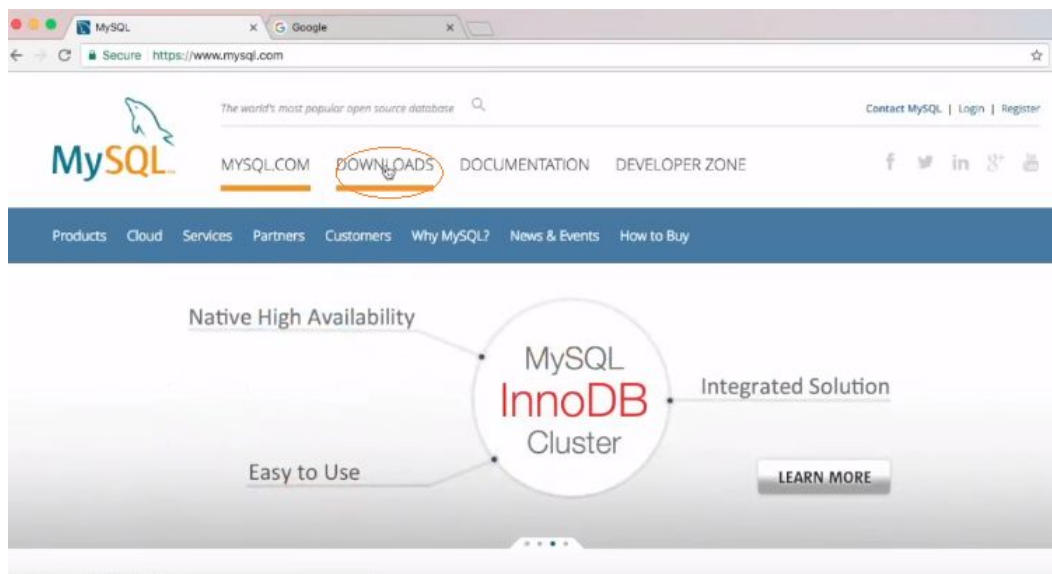 MySQL
Google
Secure https://www.mysql.com
The world's most popular open source database
Contact MySQL | Login | Register
MySQL
MYSQL.COM DOWNLOADS DOCUMENTATION DEVELOPER ZONE
f in g+
Products Cloud Services Partners Customers Why MySQL? News & Events How to Buy
Native High Availability
MySQL
InnoDB
Cluster
Integrated Solution
Easy to Use
LEARN MORE